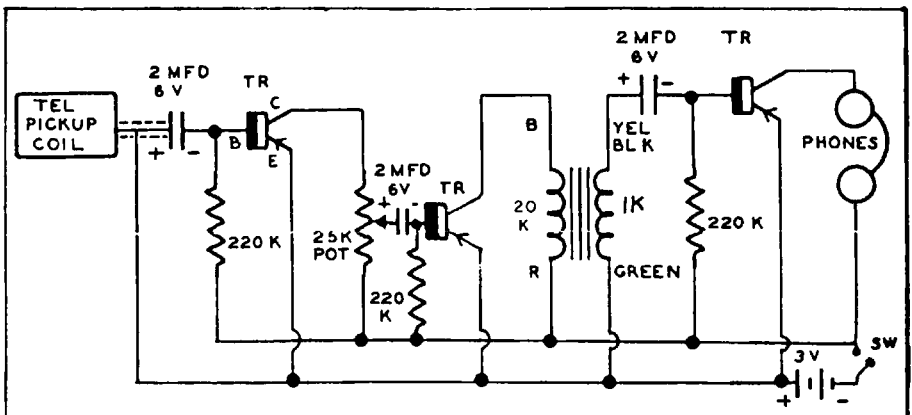 TEL
PICKUP
COIL
2 MFD
6 V
+
-
TR
C
B
E
220 K
25K
POT
2 MFD
6V
+
-
TR
220
K
B
20
K
R
YEL
BLK
1K
GREEN
2 MFD
6 V
+
-
TR
220 K
PHONES
SW
3 V
+
-